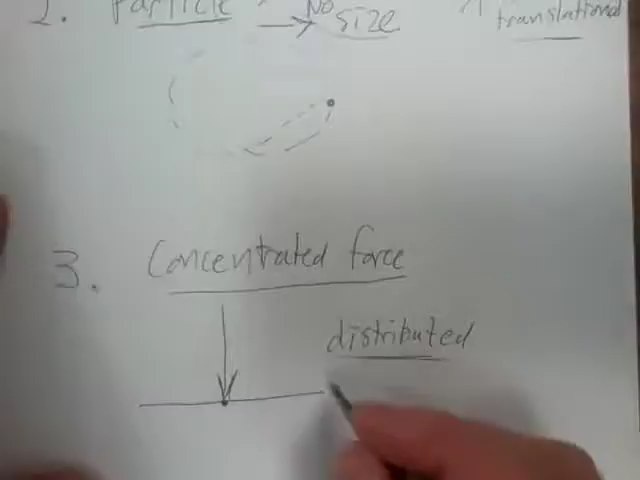 2. Particle → No size translational
3. Concentrated force
distributed